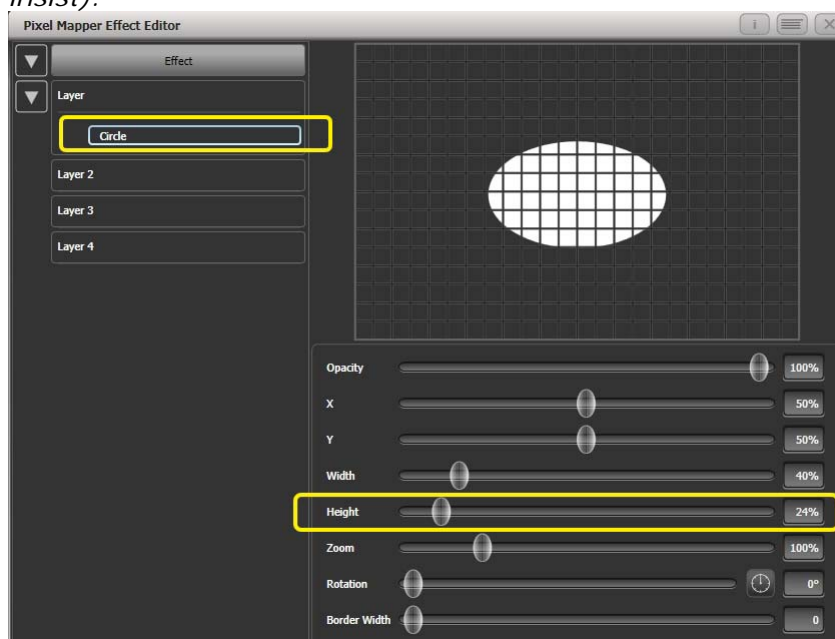 insist):
Pixel Mapper Effect Editor
i
Effect
Layer
Circle
Layer 2
Layer 3
Layer 4
Opacity 100%
X 50%
Y 50%
Width 40%
Height 24%
Zoom 100%
Rotation 0°
Border Width 0